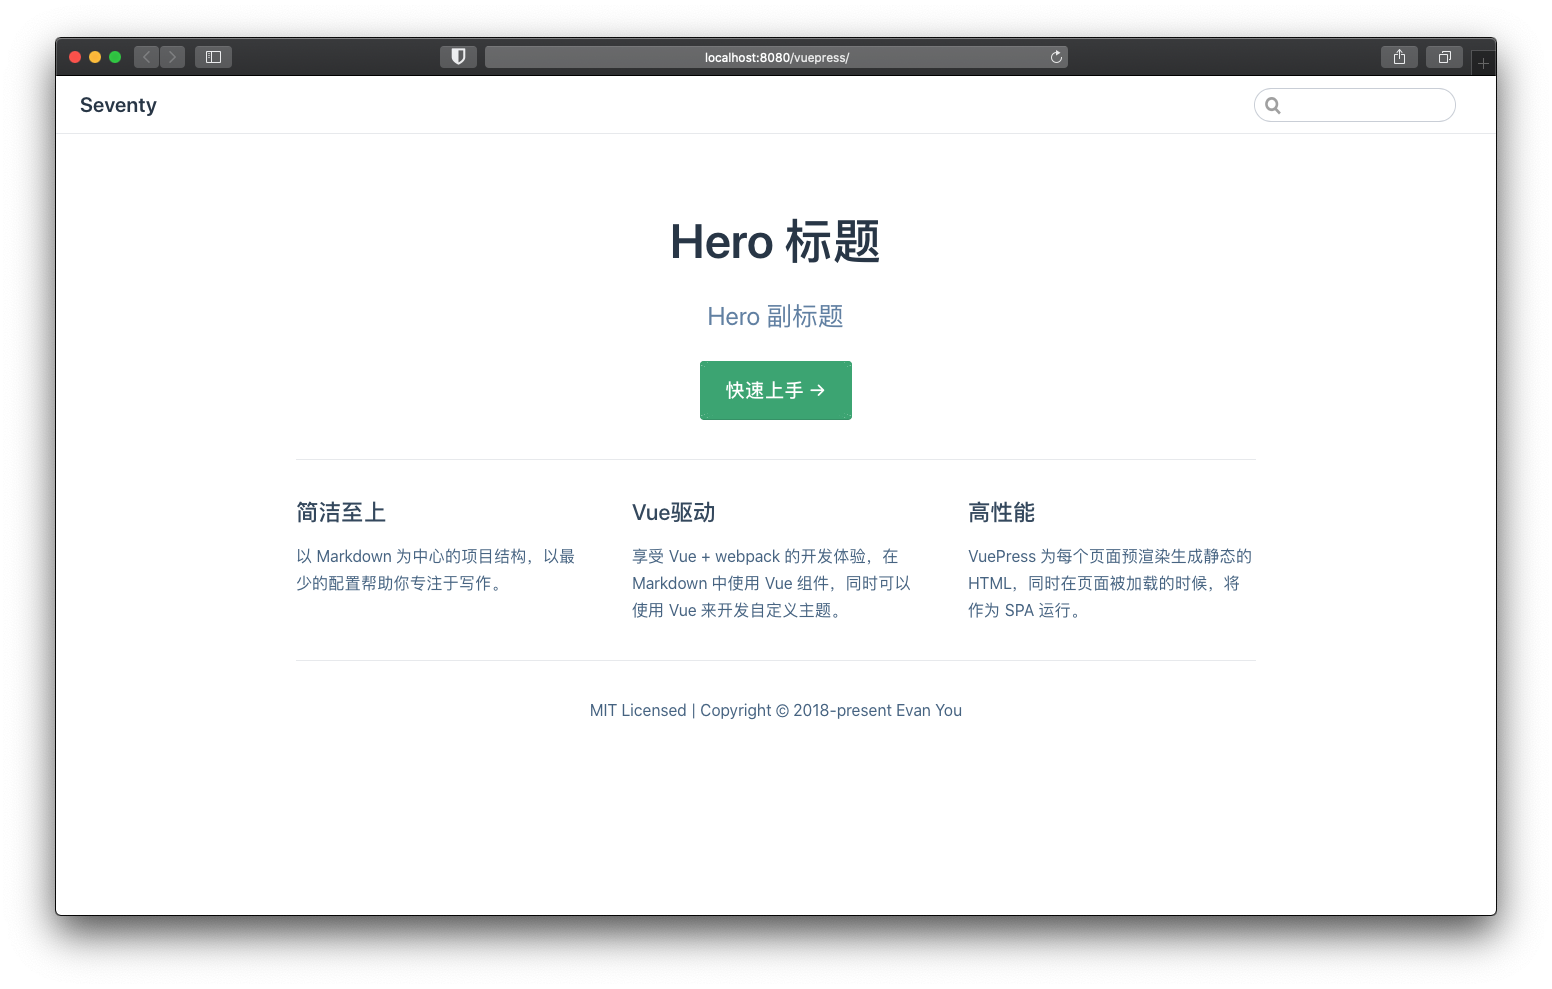 localhost:8080/vuepress/
Seventy
Hero 标题
Hero 副标题
快速上手 →
简洁至上
以 Markdown 为中心的项目结构，以最
少的配置帮助你专注于写作。
Vue驱动
享受 Vue + webpack 的开发体验，在
Markdown 中使用 Vue 组件，同时可以
使用 Vue 来开发自定义主题。
高性能
VuePress 为每个页面预渲染生成静态的
HTML，同时在页面被加载的时候，将
作为 SPA 运行。
MIT Licensed | Copyright © 2018-present Evan You